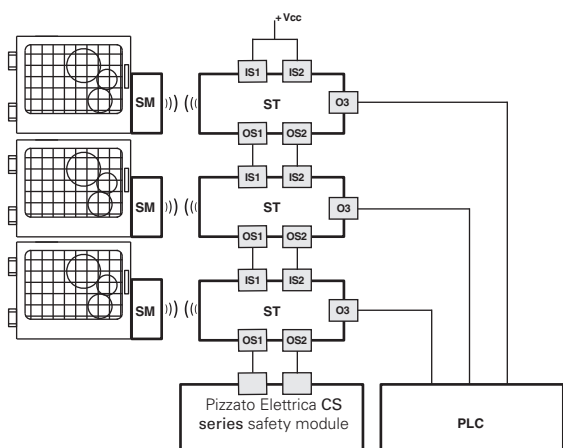 + Vcc
IS1 IS2
SM ST O3
OS1 OS2
IS1 IS2
SM ST O3
OS1 OS2
IS1 IS2
SM ST O3
OS1 OS2
Pizzato Elettrica CS
series safety module
PLC